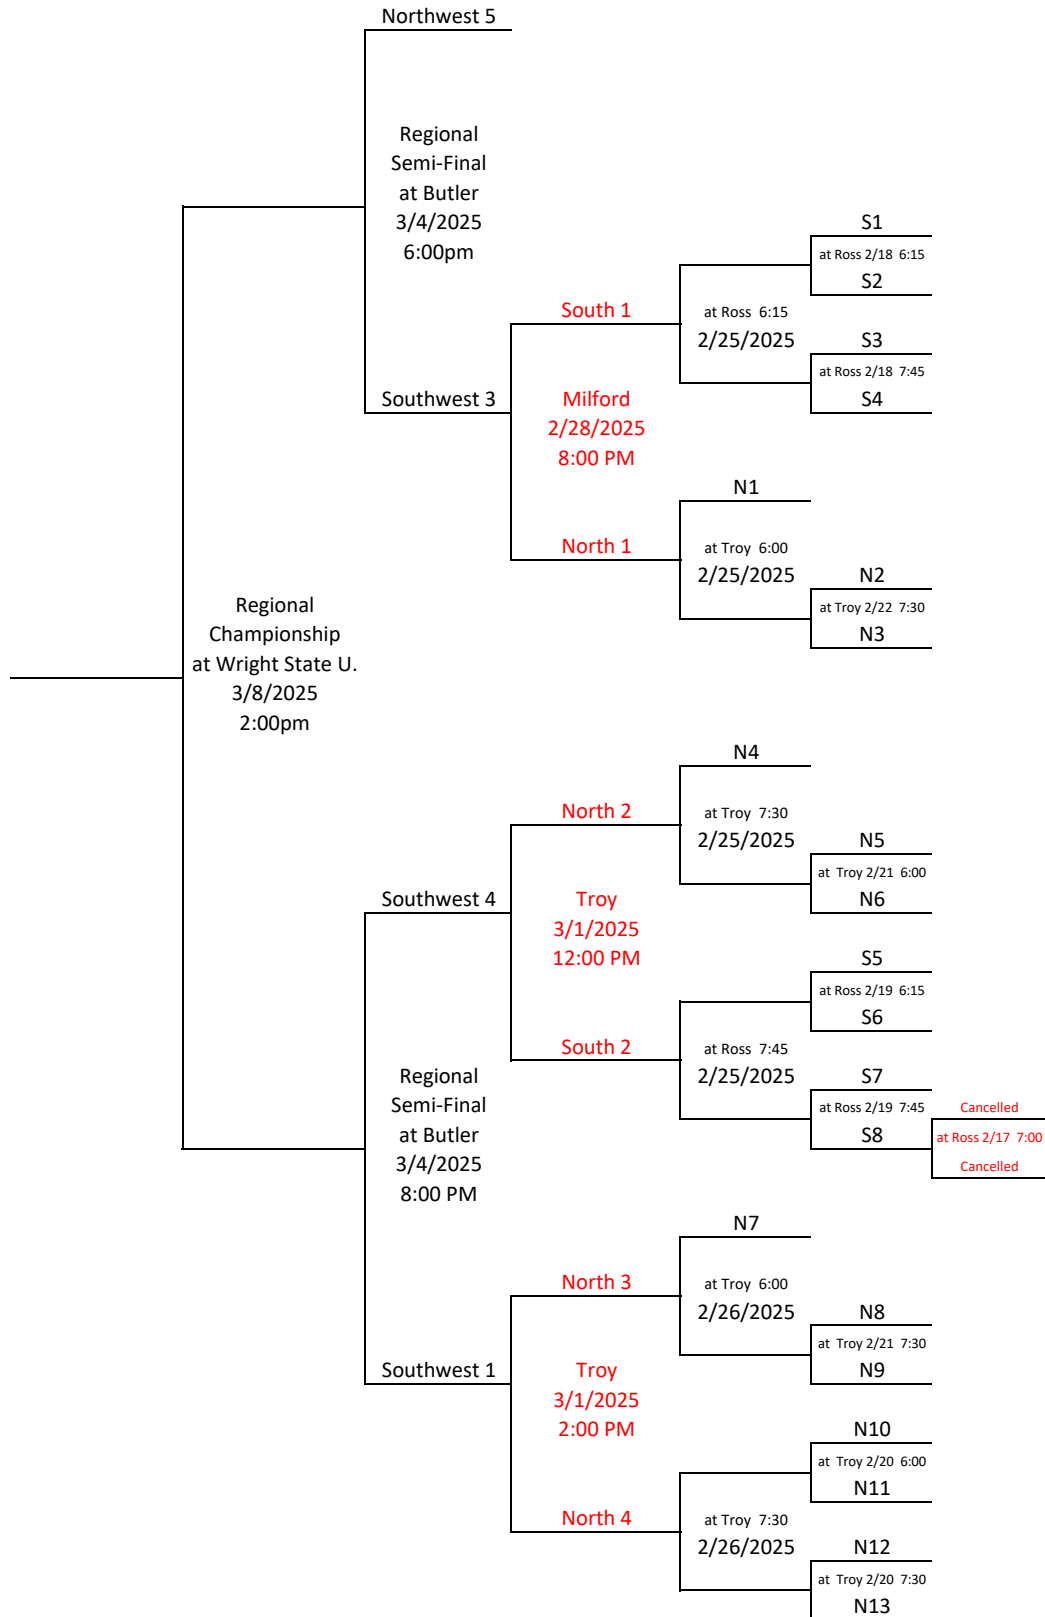 Northwest 5
Regional
Semi-Final
at Butler
3/4/2025
6:00pm
S1
at Ross 2/18 6:15
S2
South 1
at Ross 6:15
2/25/2025
S3
at Ross 2/18 7:45
S4
Southwest 3
Milford
2/28/2025
8:00 PM
N1
North 1
at Troy 6:00
2/25/2025
N2
at Troy 2/22 7:30
N3
Regional
Championship
at Wright State U.
3/8/2025
2:00pm
N4
North 2
at Troy 7:30
2/25/2025
N5
at Troy 2/21 6:00
N6
Southwest 4
Troy
3/1/2025
12:00 PM
S5
at Ross 2/19 6:15
S6
South 2
at Ross 7:45
2/25/2025
S7
at Ross 2/19 7:45
S8
Cancelled
at Ross 2/17 7:00
Cancelled
Regional
Semi-Final
at Butler
3/4/2025
8:00 PM
N7
North 3
at Troy 6:00
2/26/2025
N8
at Troy 2/21 7:30
N9
Southwest 1
Troy
3/1/2025
2:00 PM
N10
at Troy 2/20 6:00
N11
North 4
at Troy 7:30
2/26/2025
N12
at Troy 2/20 7:30
N13